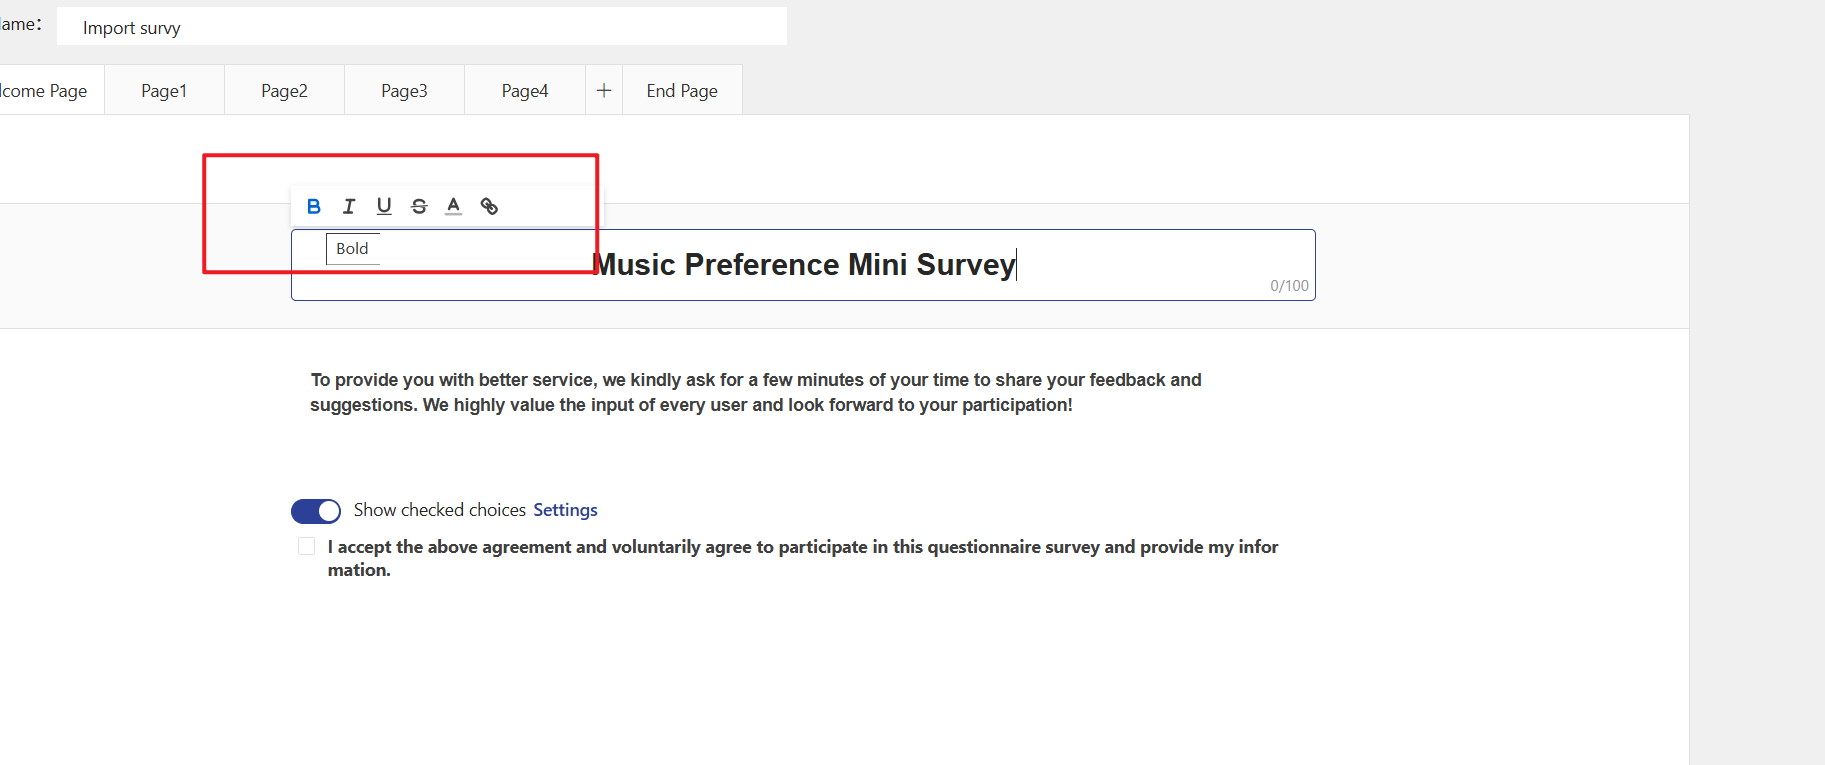 ame:
Import survy
lcome Page
Page1
Page2
Page3
Page4
+
End Page
B I U S A
Bold
Music Preference Mini Survey
0/100
To provide you with better service, we kindly ask for a few minutes of your time to share your feedback and
suggestions. We highly value the input of every user and look forward to your participation!
Show checked choices Settings
I accept the above agreement and voluntarily agree to participate in this questionnaire survey and provide my infor
mation.